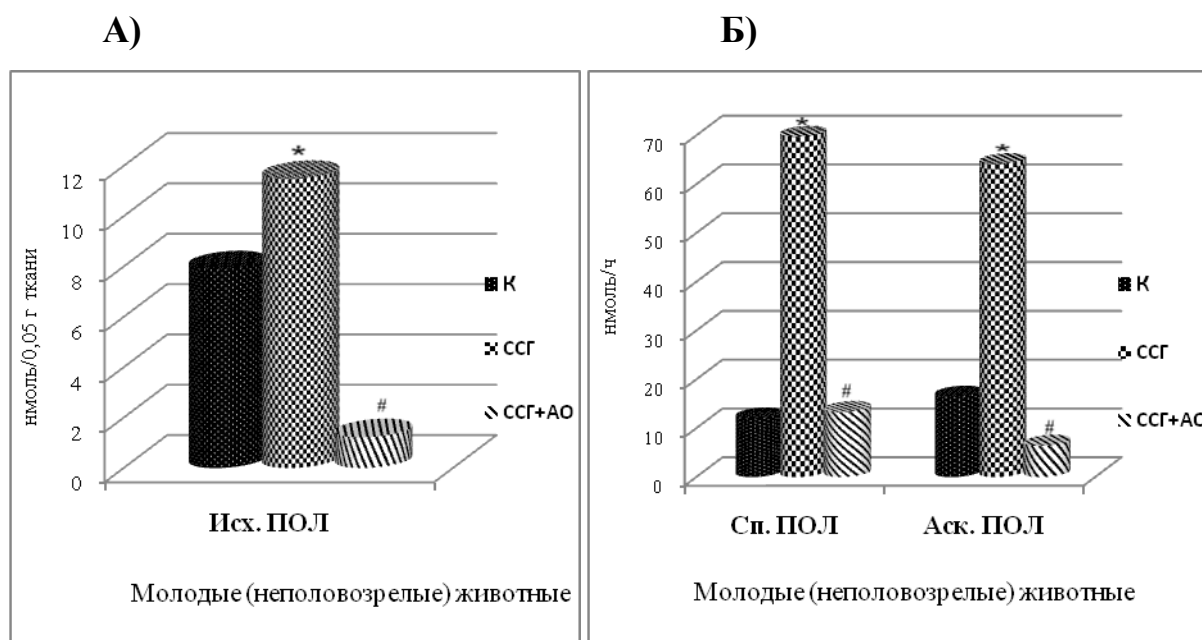 А)
Б)
нмоль/0,05 г ткани
12
10
8
6
4
2
0
*
#
К
ССГ
ССГ+АО
Исх. ПОЛ
Молодые (неполовозрелые) животные
нмоль/ч
70
60
50
40
30
20
10
0
*
#
*
#
К
ССГ
ССГ+АО
Сп. ПОЛ
Аск. ПОЛ
Молодые (неполовозрелые) животные